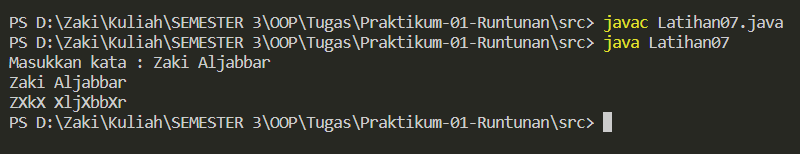 PS D:\Zaki\Kuliah\SEMESTER 3\OOP\Tugas\Praktikum-01-Runtunan\src> javac Latihan07.java
PS D:\Zaki\Kuliah\SEMESTER 3\OOP\Tugas\Praktikum-01-Runtunan\src> java Latihan07
Masukkan kata : Zaki Aljabbar
Zaki Aljabbar
ZXkX XljXbbXr
PS D:\Zaki\Kuliah\SEMESTER 3\OOP\Tugas\Praktikum-01-Runtunan\src>